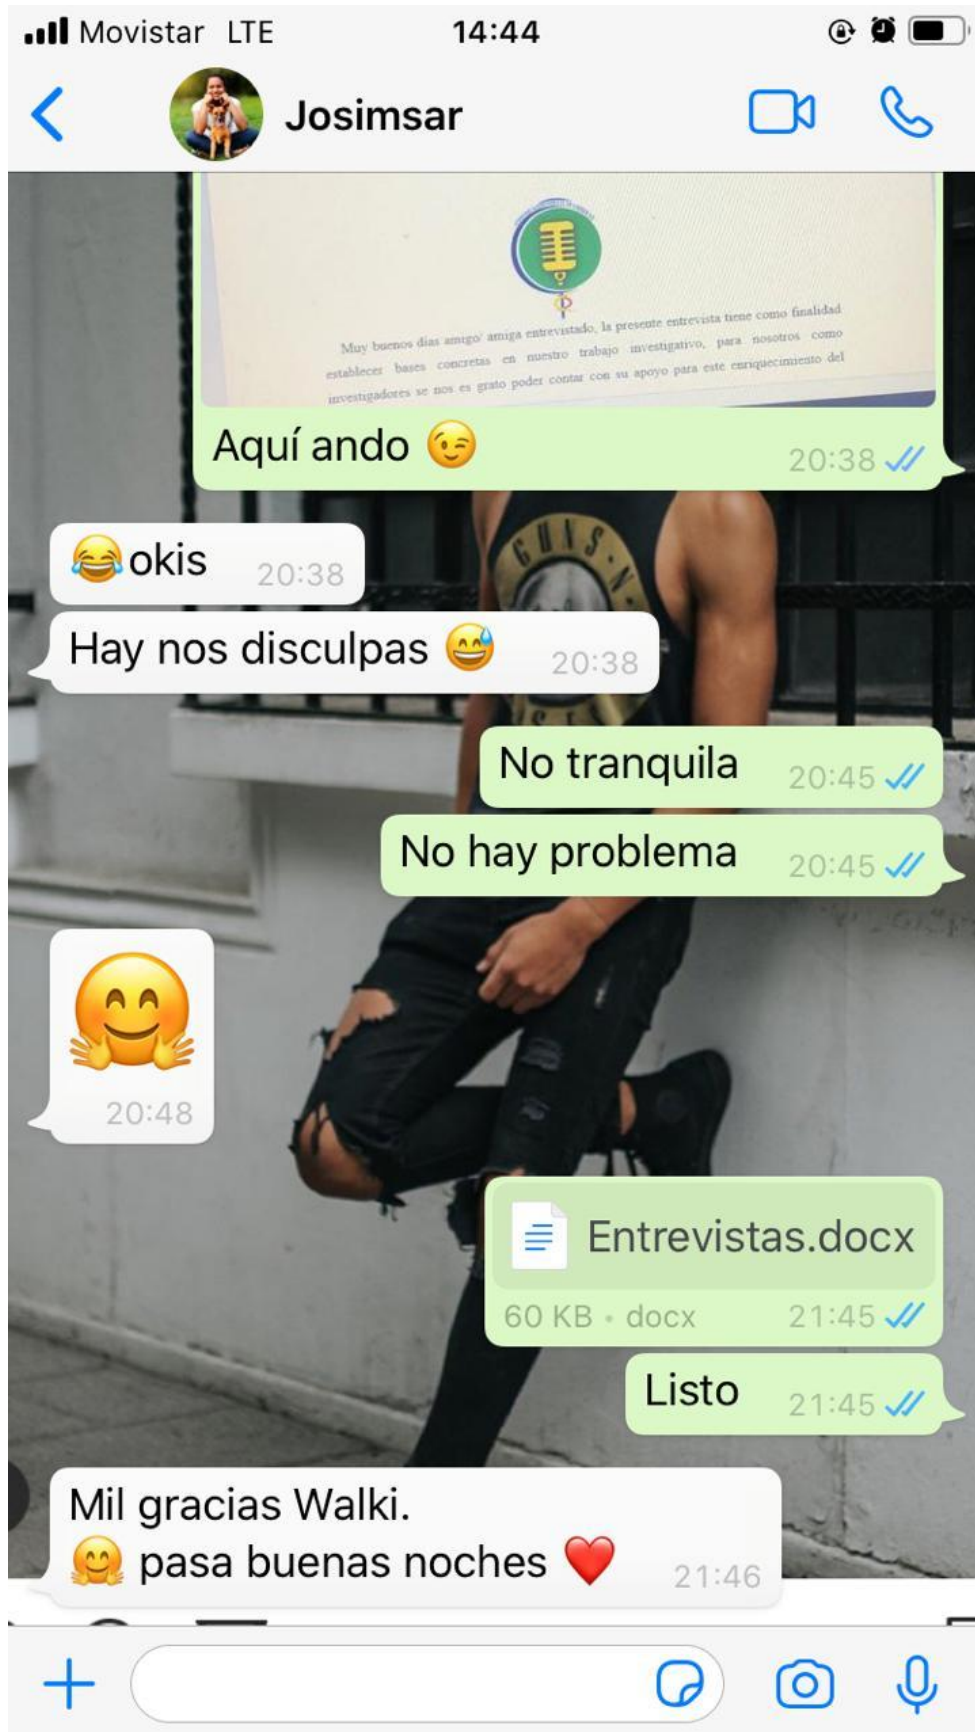 Movistar LTE 14:44
Josimsar
Muy buenos dias amigo/ amiga entrevistado, la presente entrevista tiene como finalidad
establecer bases concretas en nuestro trabajo investigativo, para nosotros como
investigadores se nos es grato poder contar con su apoyo para este enriquecimiento del
Aquí ando 😉 20:38
😂okis 20:38
Hay nos disculpas 😅 20:38
GUNS N
No tranquila 20:45
No hay problema 20:45
🤗
20:48
Entrevistas.docx
60 KB • docx 21:45
Listo 21:45
Mil gracias Walki.
🤗 pasa buenas noches ❤️ 21:46